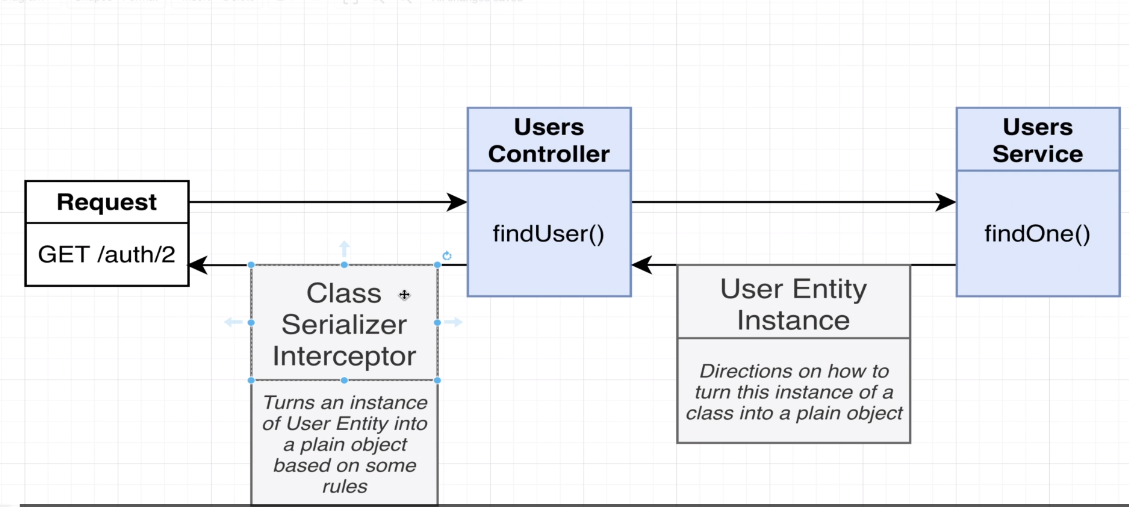 Users
Controller
findUser()
Users
Service
findOne()
Request
GET /auth/2
Class
Serializer
Interceptor
Turns an instance
of User Entity into
a plain object
based on some
rules
User Entity
Instance
Directions on how to
turn this instance of a
class into a plain object